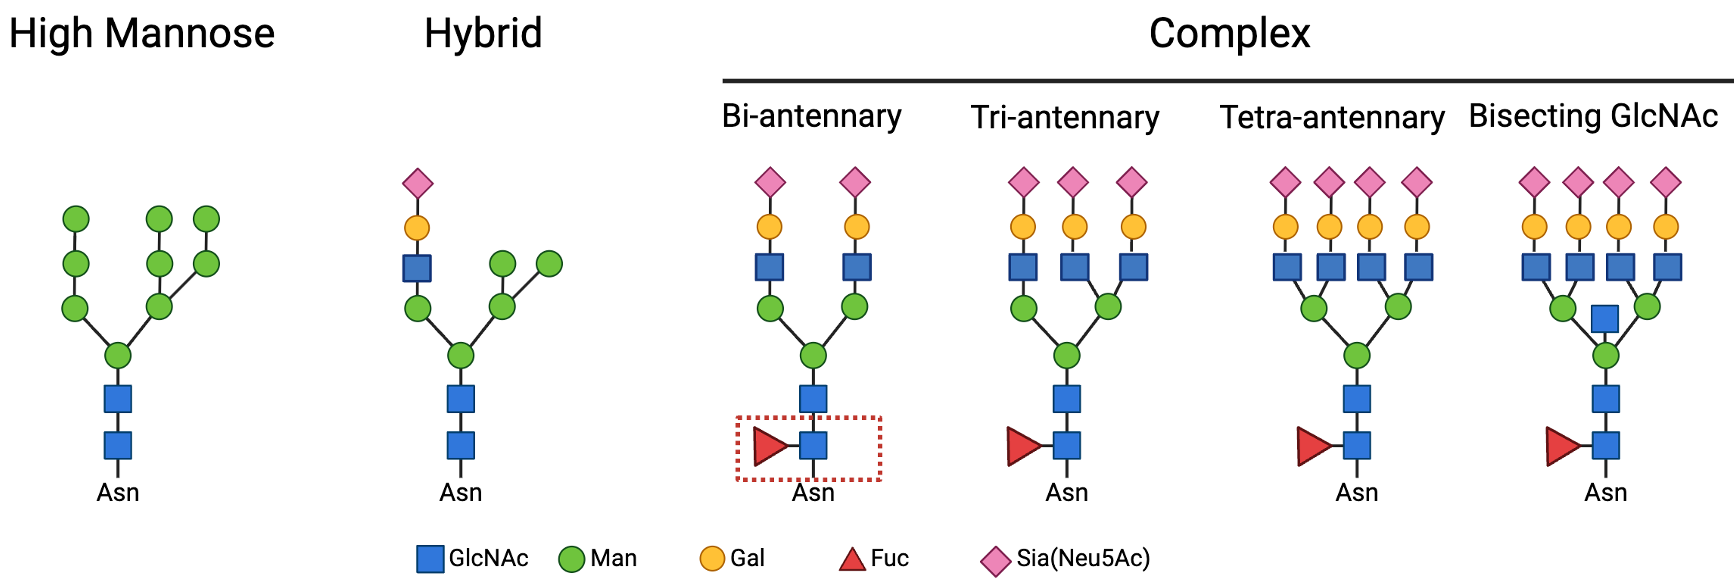 High Mannose
Hybrid
Complex
Bi-antennary
Tri-antennary
Tetra-antennary
Bisecting GlcNAc
Asn
Asn
Asn
Asn
Asn
Asn
GlcNAc
Man
Gal
Fuc
Sia(Neu5Ac)